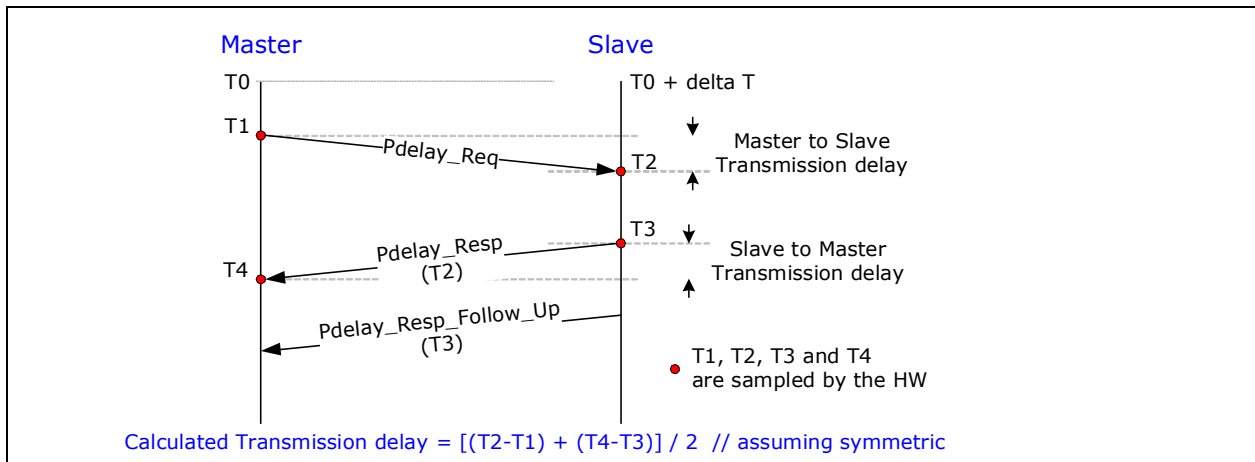 Master
Slave
T0
T0 + delta T
T1
Pdelay_Req
T2
Master to Slave
Transmission delay
T3
Pdelay_Resp
(T2)
T4
Slave to Master
Transmission delay
Pdelay_Resp_Follow_Up
(T3)
T1, T2, T3 and T4
are sampled by the HW
Calculated Transmission delay = [(T2-T1) + (T4-T3)] / 2 // assuming symmetric